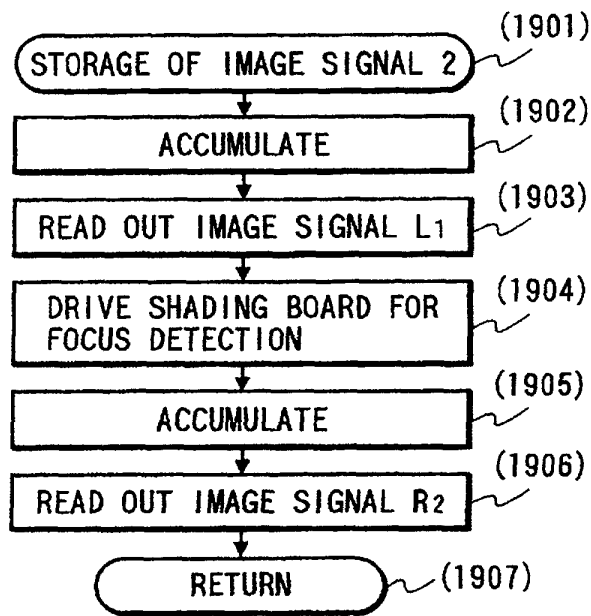 (1901)
STORAGE OF IMAGE SIGNAL 2
(1902)
ACCUMULATE
(1903)
READ OUT IMAGE SIGNAL L1
(1904)
DRIVE SHADING BOARD FOR
FOCUS DETECTION
(1905)
ACCUMULATE
(1906)
READ OUT IMAGE SIGNAL R2
RETURN
(1907)